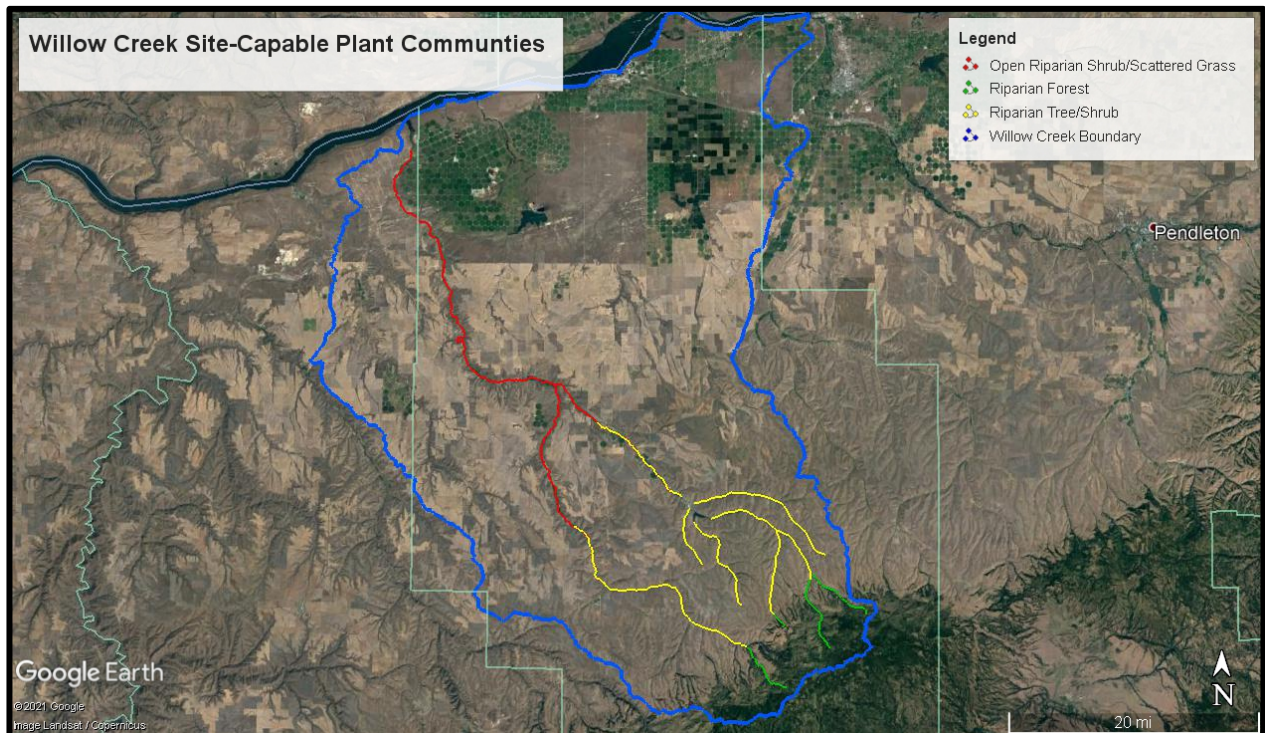 Willow Creek Site-Capable Plant Communties
Legend
Open Riparian Shrub/Scattered Grass
Riparian Forest
Riparian Tree/Shrub
Willow Creek Boundary
Pendleton
Google Earth
©2021 Google
Image Landsat / Copernicus
N
20 mi